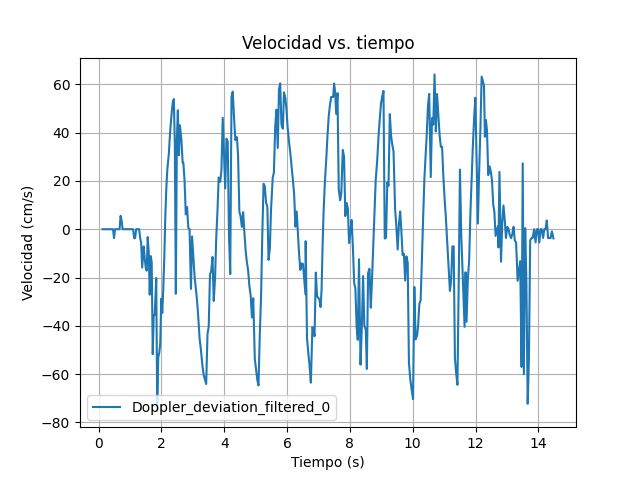 Velocidad vs. tiempo
Velocidad (cm/s)
60
40
20
0
−20
−40
−60
−80
Doppler_deviation_filtered_0
0 2 4 6 8 10 12 14
Tiempo (s)